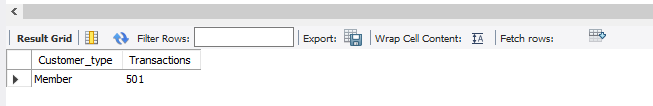 Result Grid Filter Rows: Export: Wrap Cell Content: Fetch rows:
Customer_type Transactions
Member 501